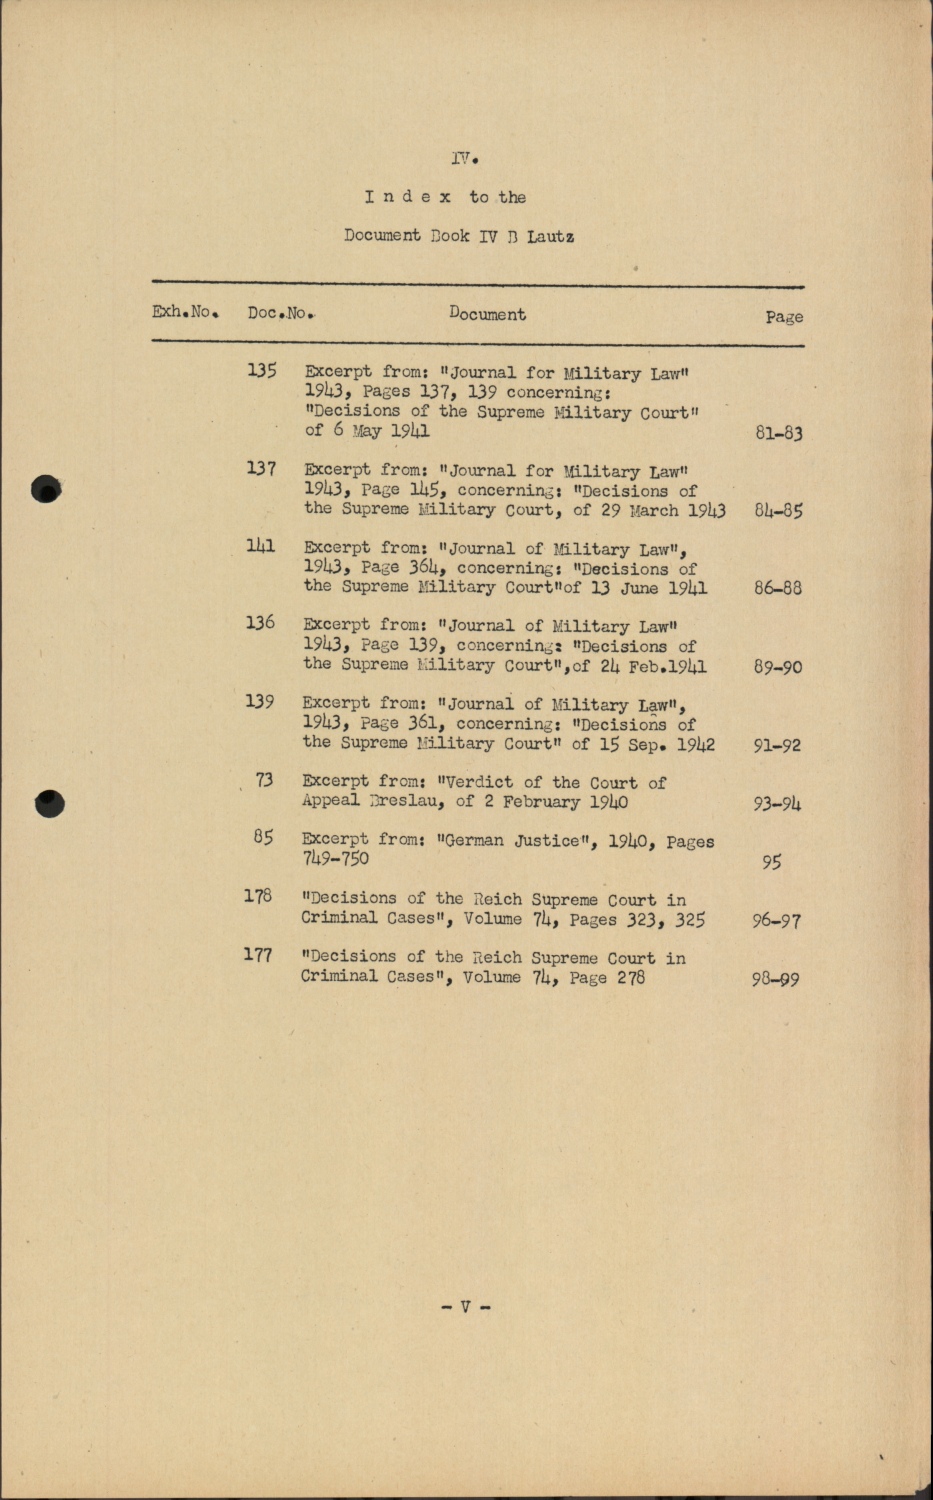 IV.
I n d e x to the
Document Book IV B Lautz
Exh.No. Doc.No. Document Page
135 Excerpt from: "Journal for Military Law"
1943, Pages 137, 139 concerning:
"Decisions of the Supreme Military Court"
of 6 May 1941 81-83
137 Excerpt from: "Journal for Military Law"
1943, Page 145, concerning: "Decisions of
the Supreme Military Court, of 29 March 1943 84-85
141 Excerpt from: "Journal of Military Law",
1943, Page 364, concerning: "Decisions of
the Supreme Military Court"of 13 June 1941 86-88
136 Excerpt from: "Journal of Military Law"
1943, Page 139, concerning: "Decisions of
the Supreme Military Court",of 24 Feb.1941 89-90
139 Excerpt from: "Journal of Military Law",
1943, Page 361, concerning: "Decisions of
the Supreme Military Court" of 15 Sep. 1942 91-92
73 Excerpt from: "Verdict of the Court of
Appeal Breslau, of 2 February 1940 93-94
85 Excerpt from: "German Justice", 1940, Pages
749-750 95
178 "Decisions of the Reich Supreme Court in
Criminal Cases", Volume 74, Pages 323, 325 96-97
177 "Decisions of the Reich Supreme Court in
Criminal Cases", Volume 74, Page 278 98-99
- V -